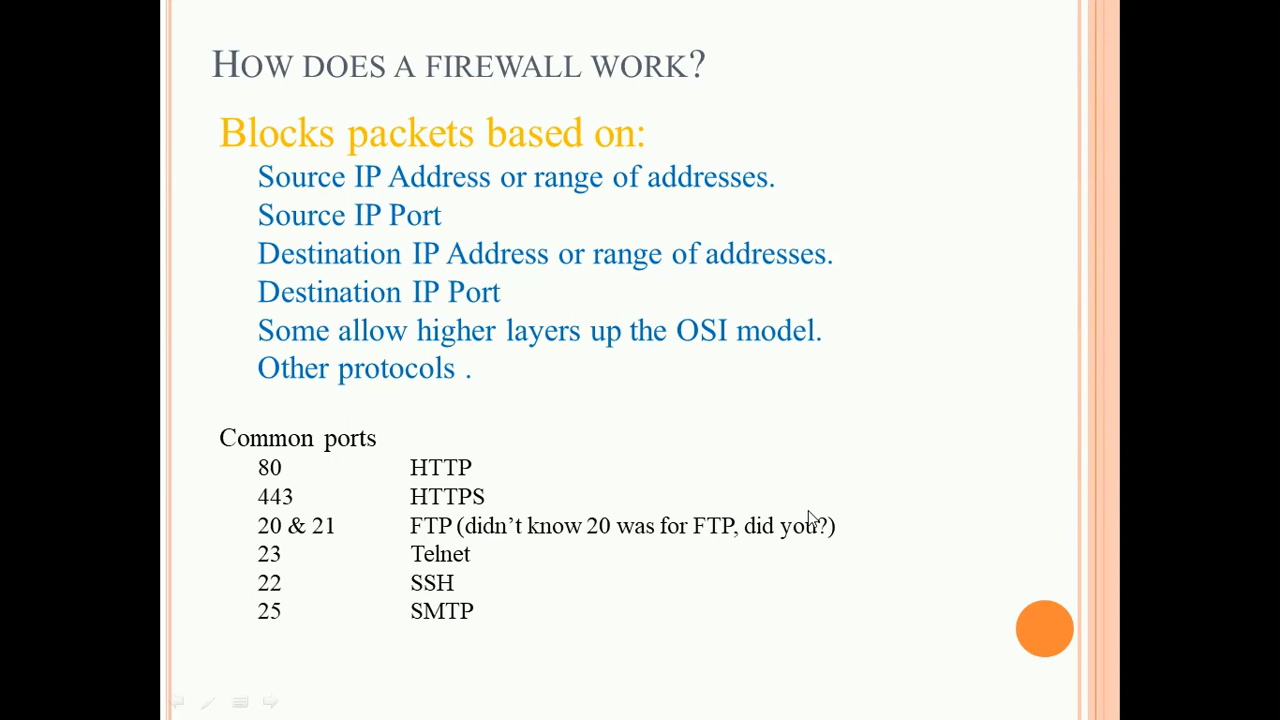 HOW DOES A FIREWALL WORK?
Blocks packets based on:
Source IP Address or range of addresses.
Source IP Port
Destination IP Address or range of addresses.
Destination IP Port
Some allow higher layers up the OSI model.
Other protocols .
Common ports
80 HTTP
443 HTTPS
20 & 21 FTP (didn’t know 20 was for FTP, did you?)
23 Telnet
22 SSH
25 SMTP